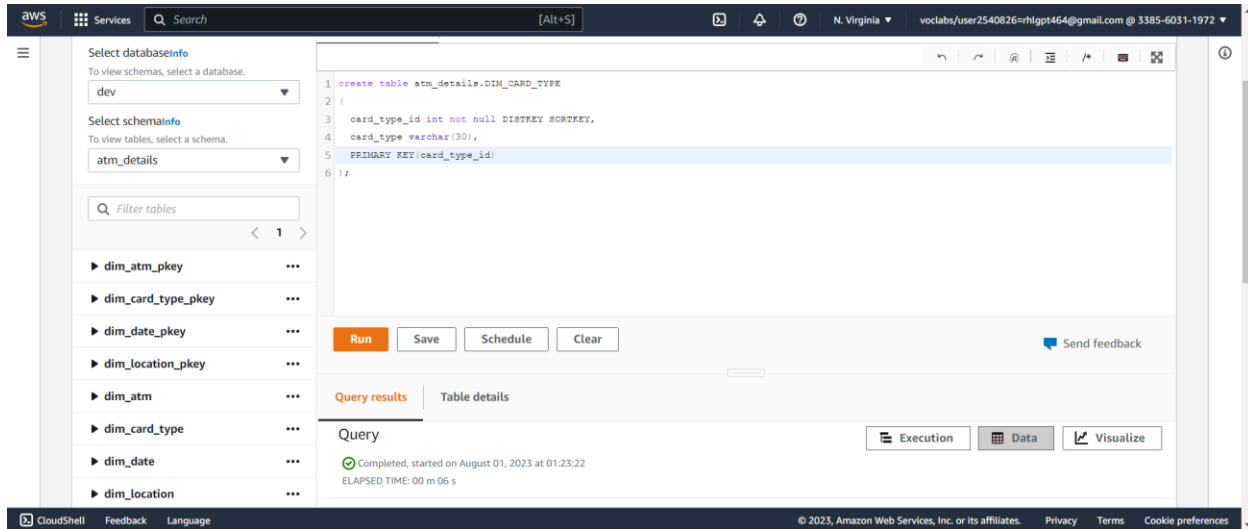 aws Services Search [Alt+S] N. Virginia voclabs/user2540826=rhlgpt464@gmail.com @ 3385-6031-1972
Select databaseInfo
To view schemas, select a database.
dev
Select schemaInfo
To view tables, select a schema.
atm_details
Filter tables
< 1 >
dim_atm_pkey
dim_card_type_pkey
dim_date_pkey
dim_location_pkey
dim_atm
dim_card_type
dim_date
dim_location
1 create table atm_details.DIM_CARD_TYPE
2 (
3 card_type_id int not null DISTKEY SORTKEY,
4 card_type varchar(30),
5 PRIMARY KEY(card_type_id)
6 );
Run Save Schedule Clear
Send feedback
Query results Table details
Query
Execution Data Visualize
Completed, started on August 01, 2023 at 01:23:22
ELAPSED TIME: 00 m 06 s
CloudShell Feedback Language © 2023, Amazon Web Services, Inc. or its affiliates. Privacy Terms Cookie preferences